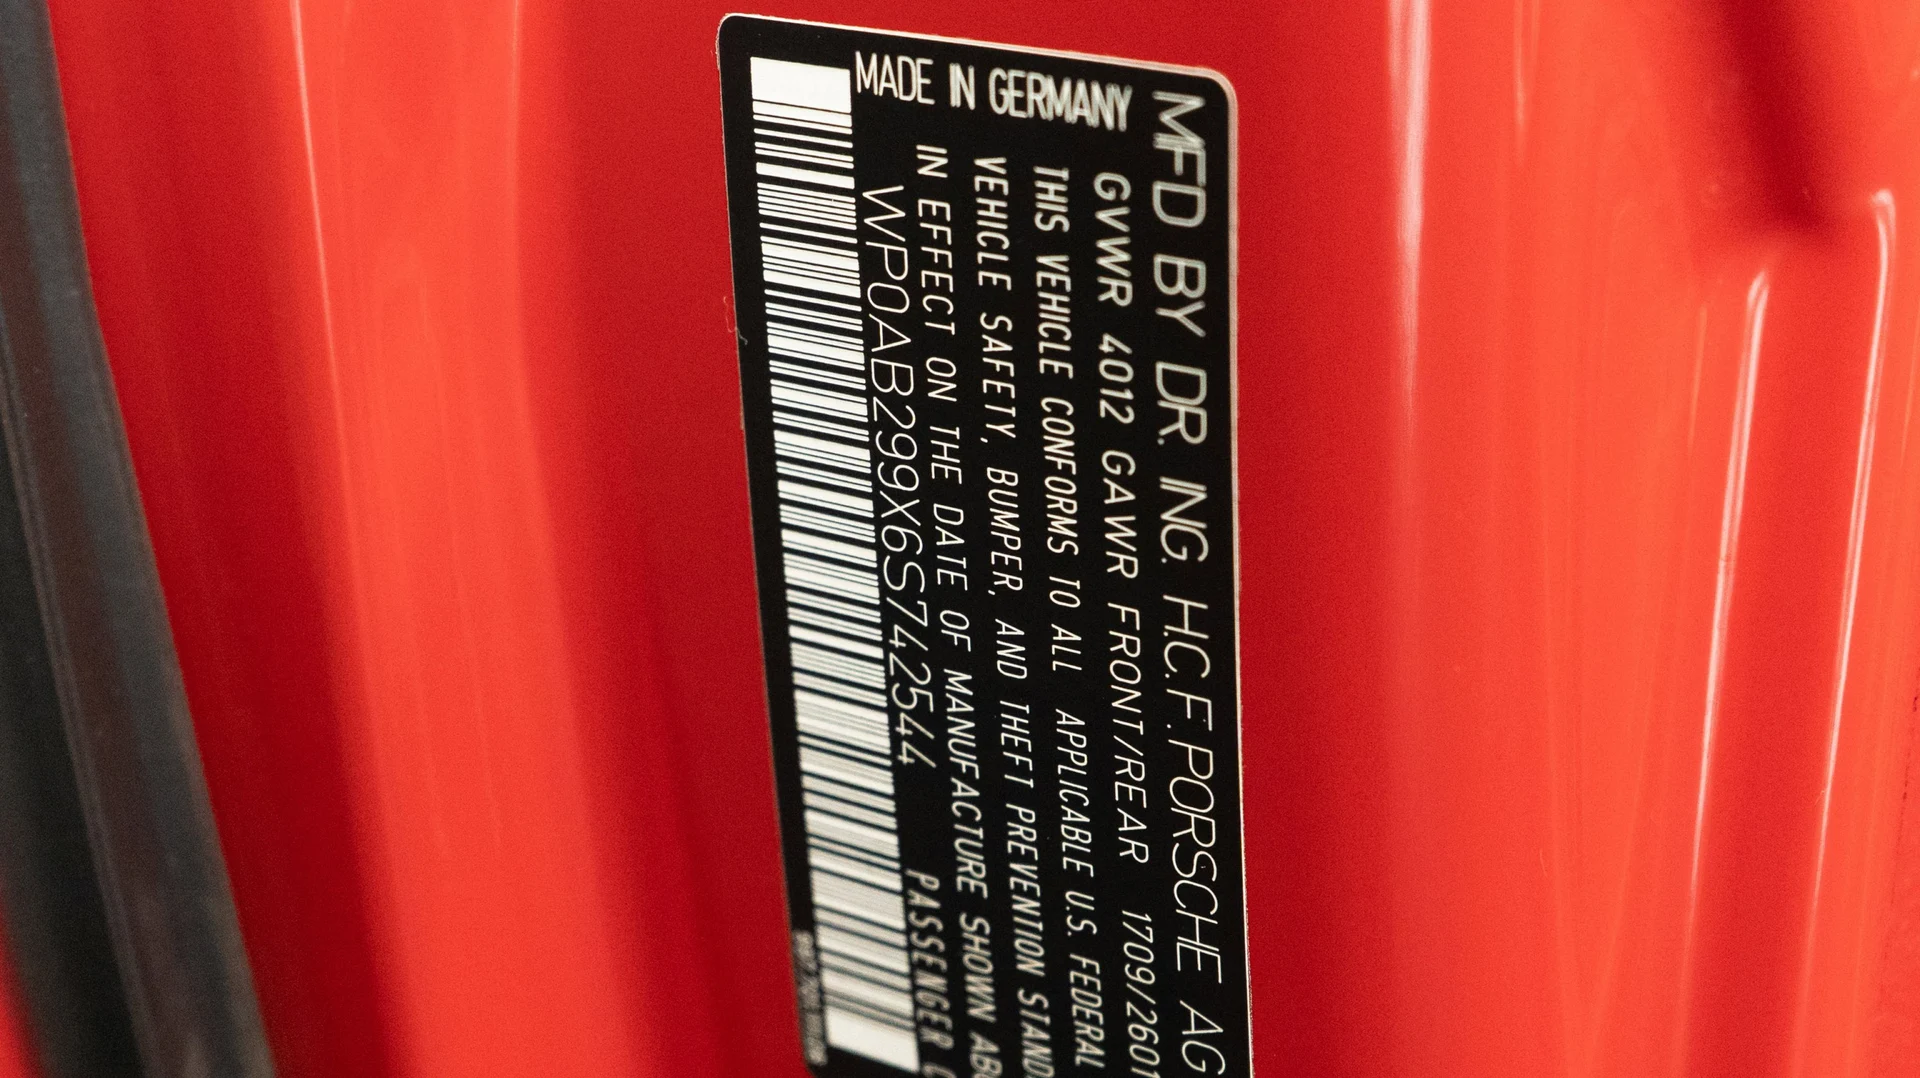 MFD BY DR. ING. H.C.F. PORSCHE AG
GVWR 4012 GAWR FRONT/REAR 1709/2601
THIS VEHICLE CONFORMS TO ALL APPLICABLE U.S. FEDERAL
VEHICLE SAFETY, BUMPER, AND THEFT PREVENTION STAND
IN EFFECT ON THE DATE OF MANUFACTURE SHOWN AB
WP0AB299X6S742544 PASSENGER C
MADE IN GERMANY